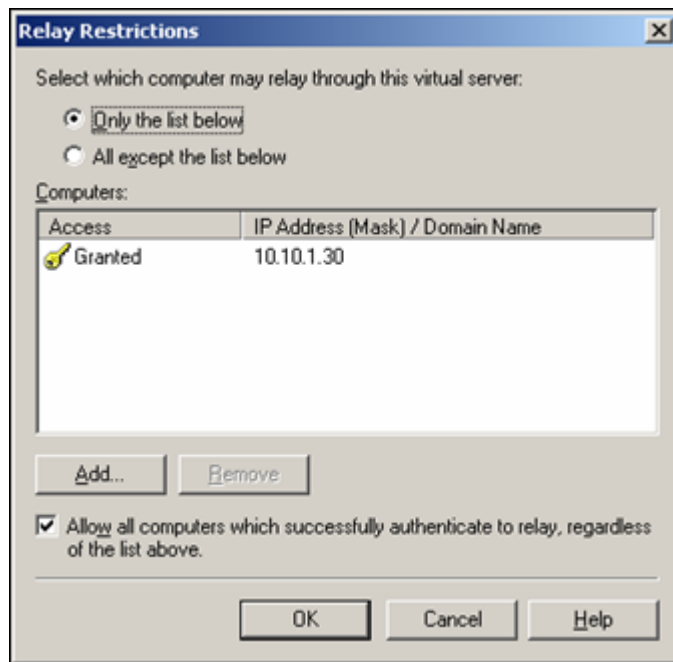 Relay Restrictions
Select which computer may relay through this virtual server:
Only the list below
All except the list below
Computers:
Access IP Address (Mask) / Domain Name
Granted 10.10.1.30
Add... Remove
Allow all computers which successfully authenticate to relay, regardless
of the list above.
OK Cancel Help